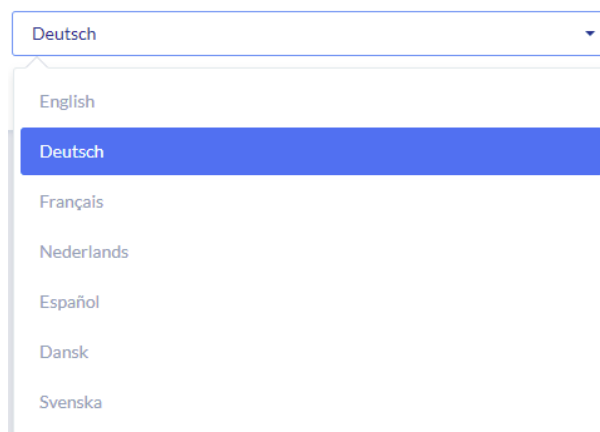 Deutsch
English
Deutsch
Français
Nederlands
Español
Dansk
Svenska